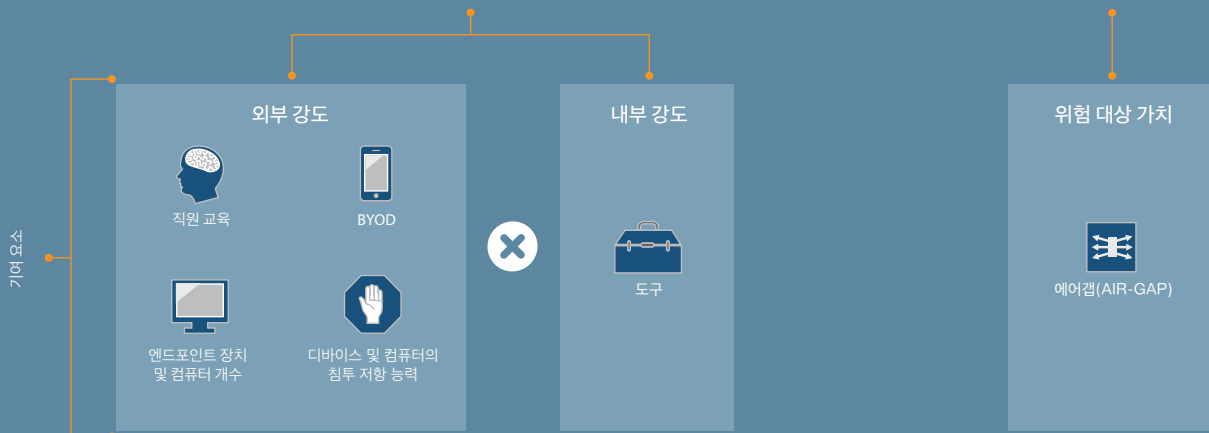 외부 강도
내부 강도
위험 대상 가치
직원 교육
BYOD
기여 요소
도구
에어갭(AIR-GAP)
엔드포인트 장치
및 컴퓨터 개수
디바이스 및 컴퓨터의
침투 저항 능력